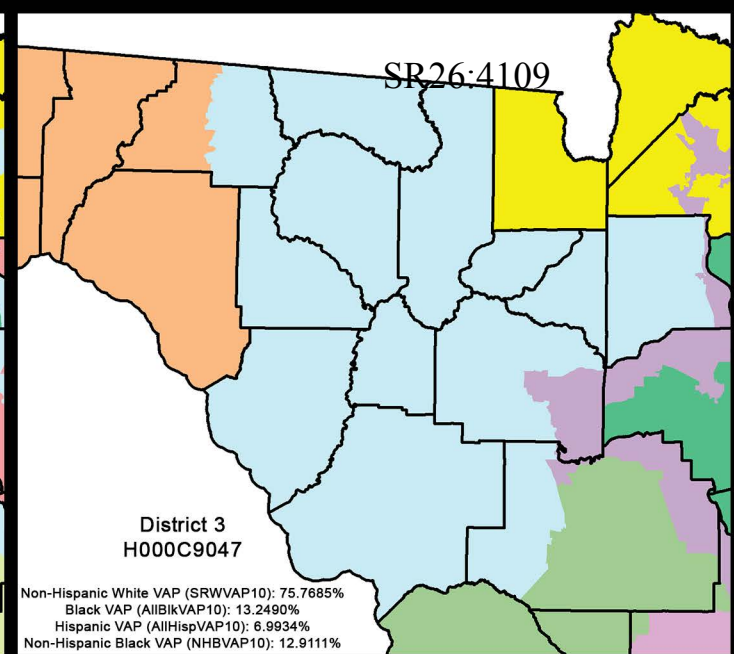 SR26:4109
District 3
H000C9047
Non-Hispanic White VAP (SRWVAP10): 75.7685%
Black VAP (AllBlkVAP10): 13.2490%
Hispanic VAP (AllHispVAP10): 6.9934%
Non-Hispanic Black VAP (NHBVAP10): 12.9111%